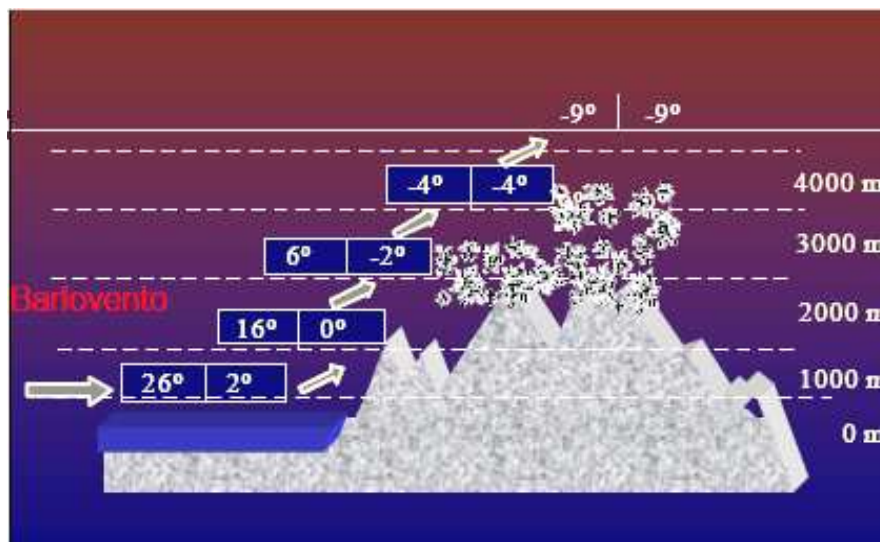 -9º -9º
-4º -4º
4000 m
6º -2º
3000 m
Barlovento
16º 0º
2000 m
26º 2º
1000 m
0 m